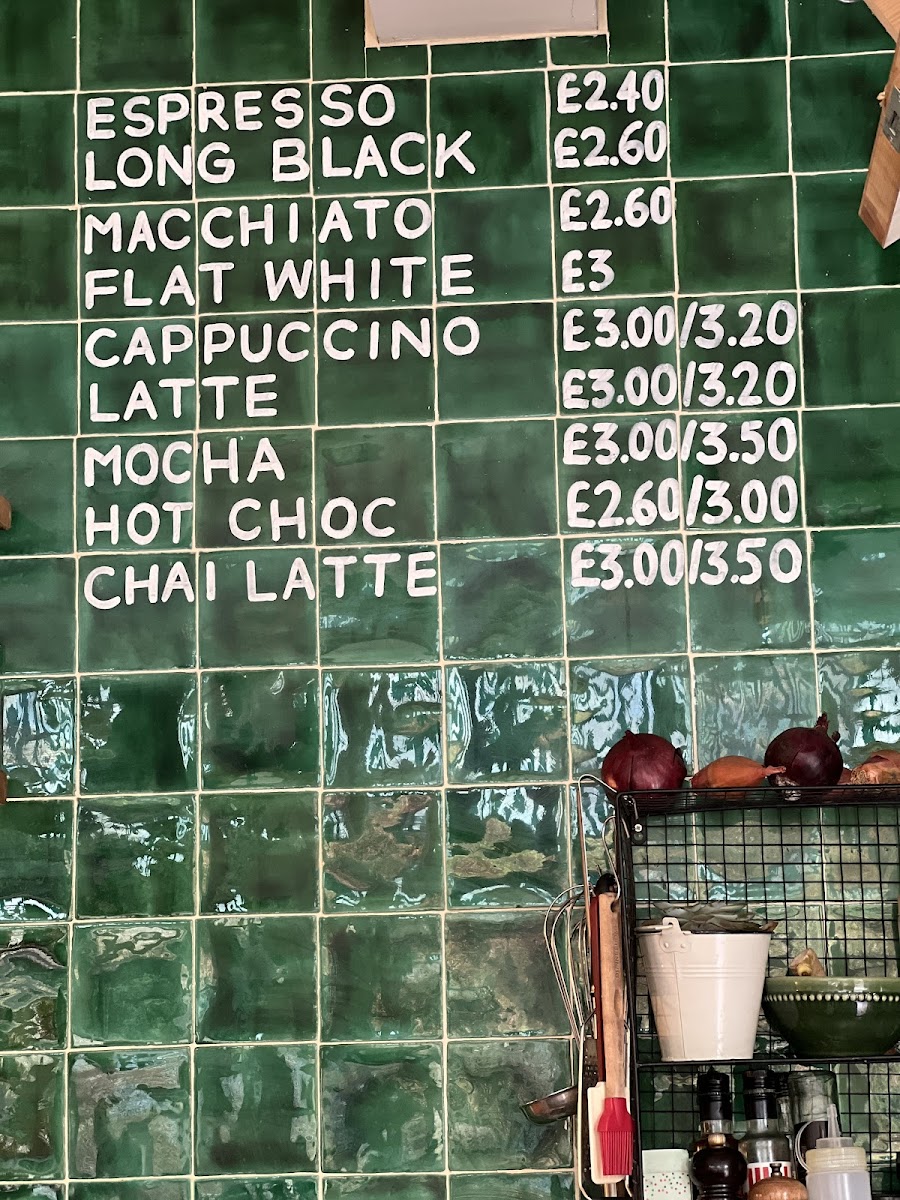 ESPRESSO £2.40
LONG BLACK £2.60
MACCHIATO £2.60
FLAT WHITE £3
CAPPUCCINO £3.00/3.20
LATTE £3.00/3.20
MOCHA £3.00/3.50
HOT CHOC £2.60/3.00
CHAI LATTE £3.00/3.50